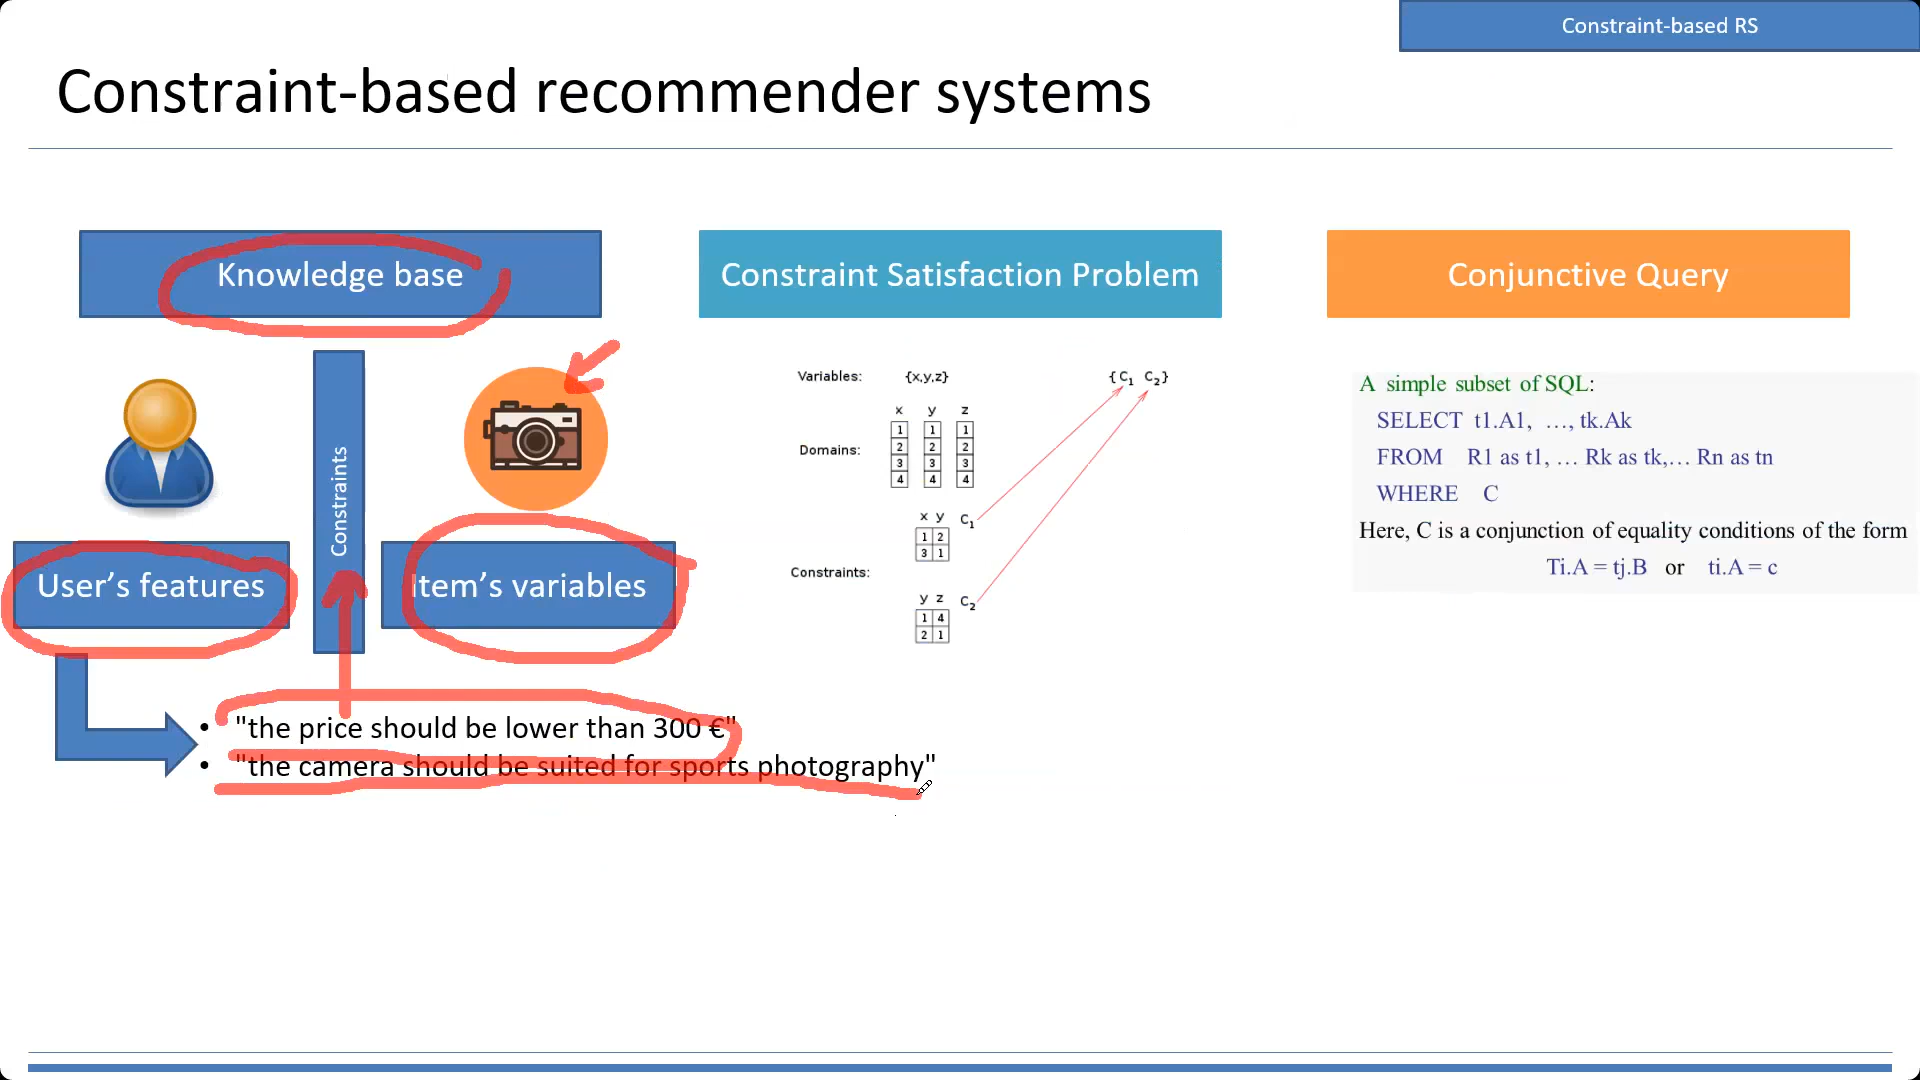 Constraint-based RS
Constraint-based recommender systems
Knowledge base
Constraints
User's features
Item's variables
• "the price should be lower than 300 €"
• "the camera should be suited for sports photography"
Constraint Satisfaction Problem
Variables: {x,y,z} {C1 C2}
x y z
Domains:
1 1 1
2 2 2
3 3 3
4 4 4
x y C1
1 2
3 1
Constraints:
y z C2
1 4
2 1
Conjunctive Query
A simple subset of SQL:
SELECT t1.A1, …, tk.Ak
FROM R1 as t1, … Rk as tk,… Rn as tn
WHERE C
Here, C is a conjunction of equality conditions of the form
Ti.A = tj.B or ti.A = c